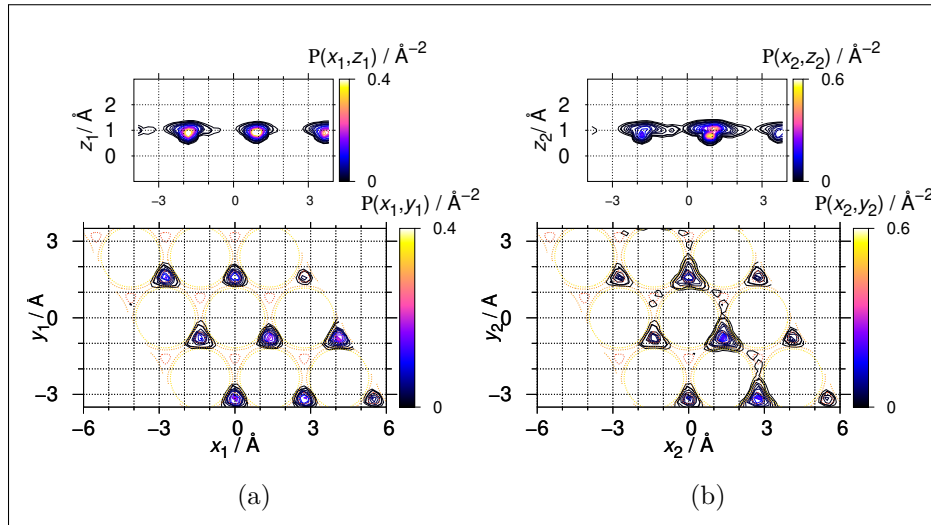 P(x₁,z₁) / Å⁻²
0.4
0
z₁/ Å
2
1
0
−3 0 3
P(x₁,y₁) / Å⁻²
0.4
0
y₁/ Å
3
0
−3
−6 −3 0 3 6
x₁ / Å
(a)
P(x₂,z₂) / Å⁻²
0.6
0
z₂/ Å
2
1
0
−3 0 3
P(x₂,y₂) / Å⁻²
0.6
0
y₂/ Å
3
0
−3
−6 −3 0 3 6
x₂ / Å
(b)